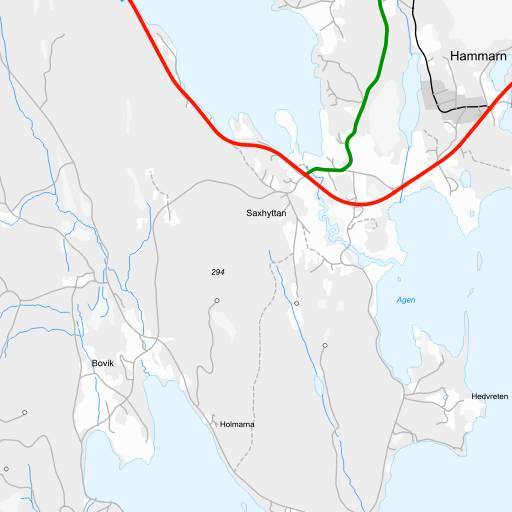 Hammarn
Saxhyttan
294
Agen
Bovik
Hedvreten
Holmarna